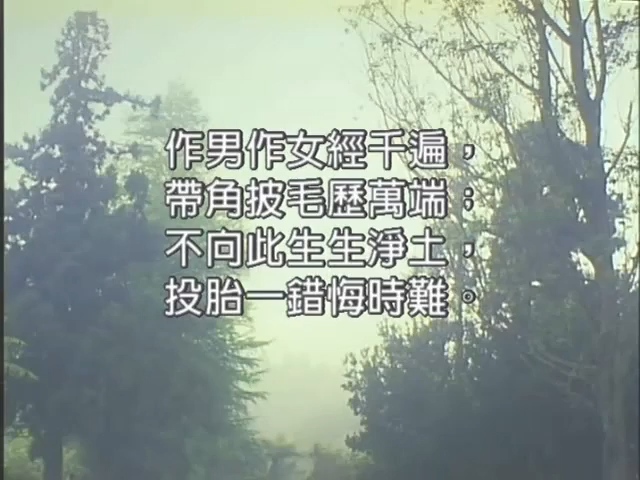 作男作女經千遍，
帶角披毛歷萬端；
不向此生生淨土，
投胎一錯悔時難。